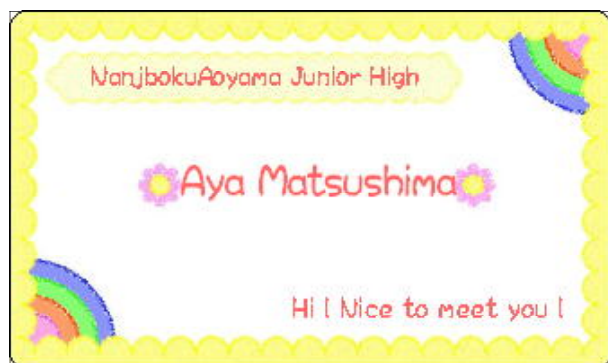 NanjbokuAoyama Junior High
Aya Matsushima
Hi! Nice to meet you!